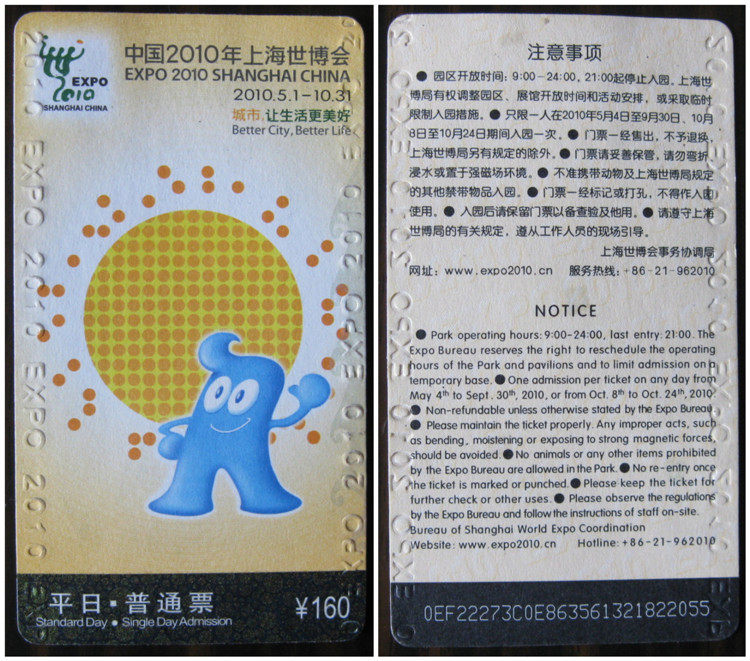 EXPO
2010
SHANGHAI CHINA
中国2010年上海世博会
EXPO 2010 SHANGHAI CHINA
2010.5.1-10.31
城市,让生活更美好
Better City, Better Life
EXPO 2010 EXPO 2010
EXPO 2010 EXPO 2010
平日·普通票
¥160
Standard Day • Single Day Admission
注意事项
● 园区开放时间: 9:00-24:00, 21:00起停止入园。上海世
博局有权调整园区、展馆开放时间和活动安排，或采取临时
限制入园措施。● 只限一人在2010年5月4日至9月30日、10月
8日至10月24日期间入园一次。● 门票一经售出，不予退换，
上海世博局另有规定的除外。● 门票请妥善保管，请勿弯折、
浸水或置于强磁场环境。● 不准携带动物及上海世博局规定
的其他禁带物品入园。● 门票一经标记或打孔，不得作入园
使用。● 入园后请保留门票以备查验及他用。● 请遵守上海
世博局的有关规定，遵从工作人员的现场引导。
上海世博会事务协调局
网址: www.expo2010.cn 服务热线: +86-21-962010
NOTICE
● Park operating hours: 9:00-24:00, last entry: 21:00. The
Expo Bureau reserves the right to reschedule the operating
hours of the Park and pavilions and to limit admission on a
temporary base. ● One admission per ticket on any day from
May 4th to Sept. 30th, 2010, or from Oct. 8th to Oct. 24th, 2010.
● Non-refundable unless otherwise stated by the Expo Bureau.
● Please maintain the ticket properly. Any improper acts, such
as bending, moistening or exposing to strong magnetic forces,
should be avoided. ● No animals or any other items prohibited
by the Expo Bureau are allowed in the Park. ● No re-entry once
the ticket is marked or punched. ● Please keep the ticket for
further check or other uses. ● Please observe the regulations
by the Expo Bureau and follow the instructions of staff on-site.
Bureau of Shanghai World Expo Coordination
Website: www.expo2010.cn Hotline: +86-21-962010
0EF22273C0E863561321822055